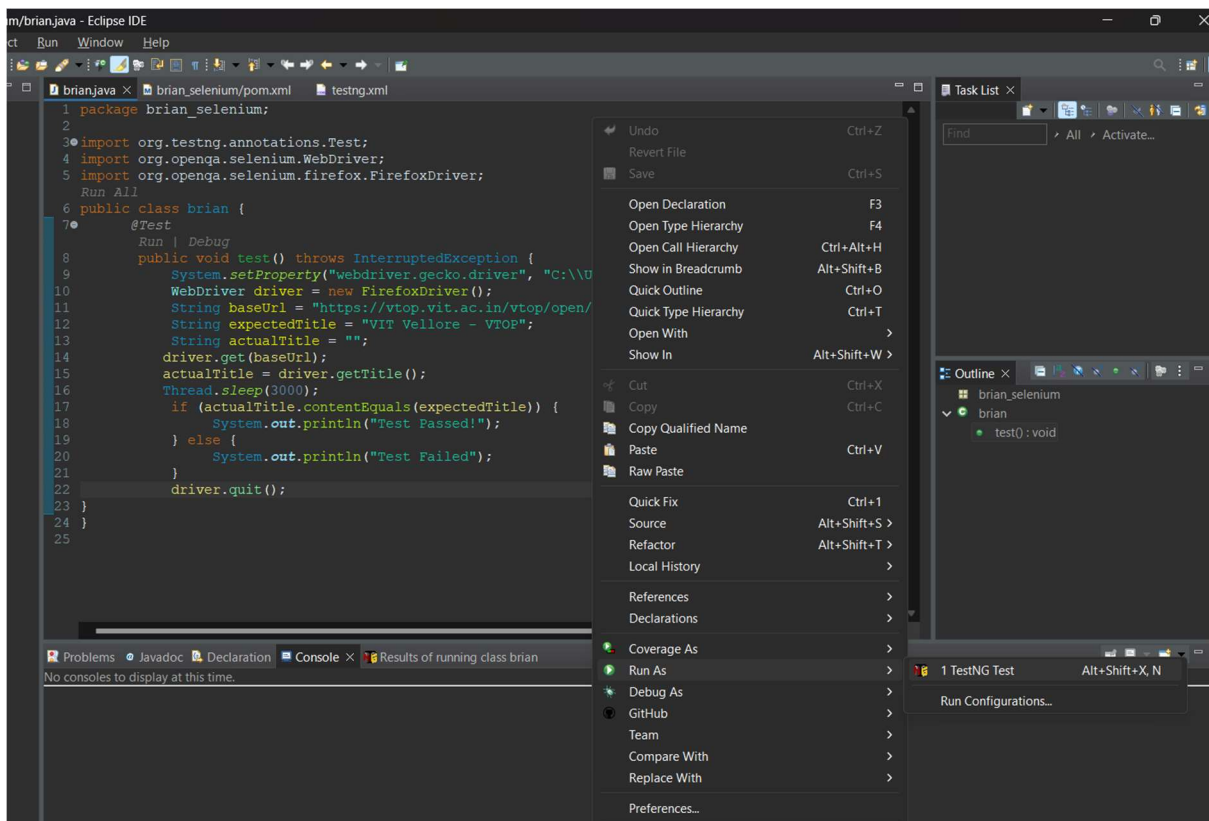 m/brian.java - Eclipse IDE
ct Run Window Help
brian.java brian_selenium/pom.xml testng.xml
1 package brian_selenium;
2
3 import org.testng.annotations.Test;
4 import org.openqa.selenium.WebDriver;
5 import org.openqa.selenium.firefox.FirefoxDriver;
Run All
6 public class brian {
7 @Test
Run | Debug
8 public void test() throws InterruptedException {
9 System.setProperty("webdriver.gecko.driver", "C:\\U
10 WebDriver driver = new FirefoxDriver();
11 String baseUrl = "https://vtop.vit.ac.in/vtop/open/
12 String expectedTitle = "VIT Vellore - VTOP";
13 String actualTitle = "";
14 driver.get(baseUrl);
15 actualTitle = driver.getTitle();
16 Thread.sleep(3000);
17 if (actualTitle.contentEquals(expectedTitle)) {
18 System.out.println("Test Passed!");
19 } else {
20 System.out.println("Test Failed");
21 }
22 driver.quit();
23 }
24 }
25
Undo Ctrl+Z
Revert File
Save Ctrl+S
Open Declaration F3
Open Type Hierarchy F4
Open Call Hierarchy Ctrl+Alt+H
Show in Breadcrumb Alt+Shift+B
Quick Outline Ctrl+O
Quick Type Hierarchy Ctrl+T
Open With >
Show In Alt+Shift+W >
Cut Ctrl+X
Copy Ctrl+C
Copy Qualified Name
Paste Ctrl+V
Raw Paste
Quick Fix Ctrl+1
Source Alt+Shift+S >
Refactor Alt+Shift+T >
Local History >
References >
Declarations >
Coverage As >
Run As >
Debug As >
GitHub >
Team >
Compare With >
Replace With >
Preferences...
1 TestNG Test Alt+Shift+X, N
Run Configurations...
Task List
Find All Activate...
Outline
brian_selenium
brian
test() : void
Problems Javadoc Declaration Console Results of running class brian
No consoles to display at this time.